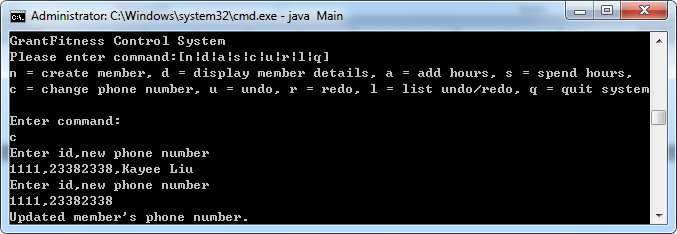 Administrator: C:\Windows\system32\cmd.exe - java Main
GrantFitness Control System
Please enter command:[n|d|a|s|c|u|r|l|q]
n = create member, d = display member details, a = add hours, s = spend hours,
c = change phone number, u = undo, r = redo, l = list undo/redo, q = quit system
Enter command:
c
Enter id,new phone number
1111,23382338,Kayee Liu
Enter id,new phone number
1111,23382338
Updated member's phone number.